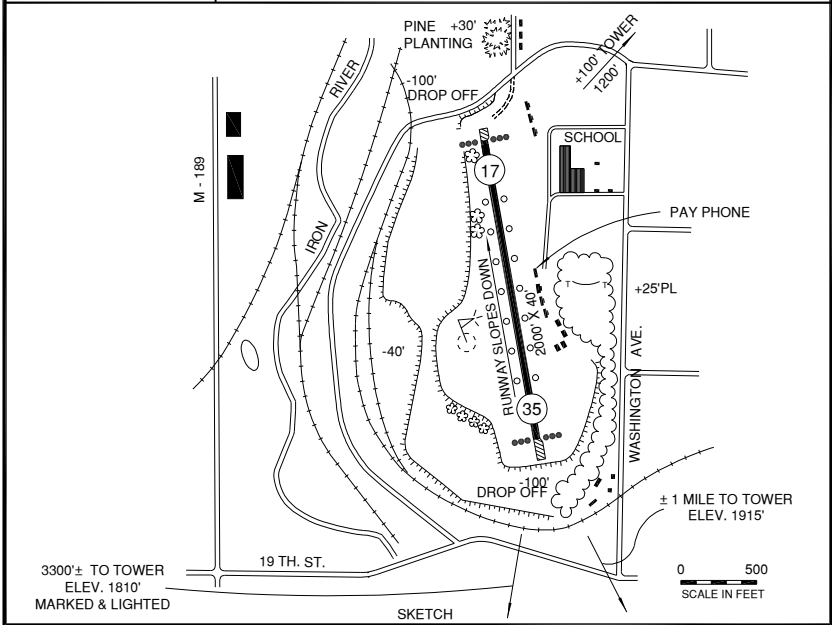 PINE +30'
PLANTING
+100' TOWER
1200'
-100'
DROP OFF
RIVER
SCHOOL
M - 189
17
PAY PHONE
IRON
RUNWAY SLOPES DOWN
2000' X 40'
T T
+25'PL
-40'
WASHINGTON AVE.
35
-100'
DROP OFF
± 1 MILE TO TOWER
ELEV. 1915'
19 TH. ST.
3300'± TO TOWER
ELEV. 1810'
MARKED & LIGHTED
0 500
SCALE IN FEET
SKETCH